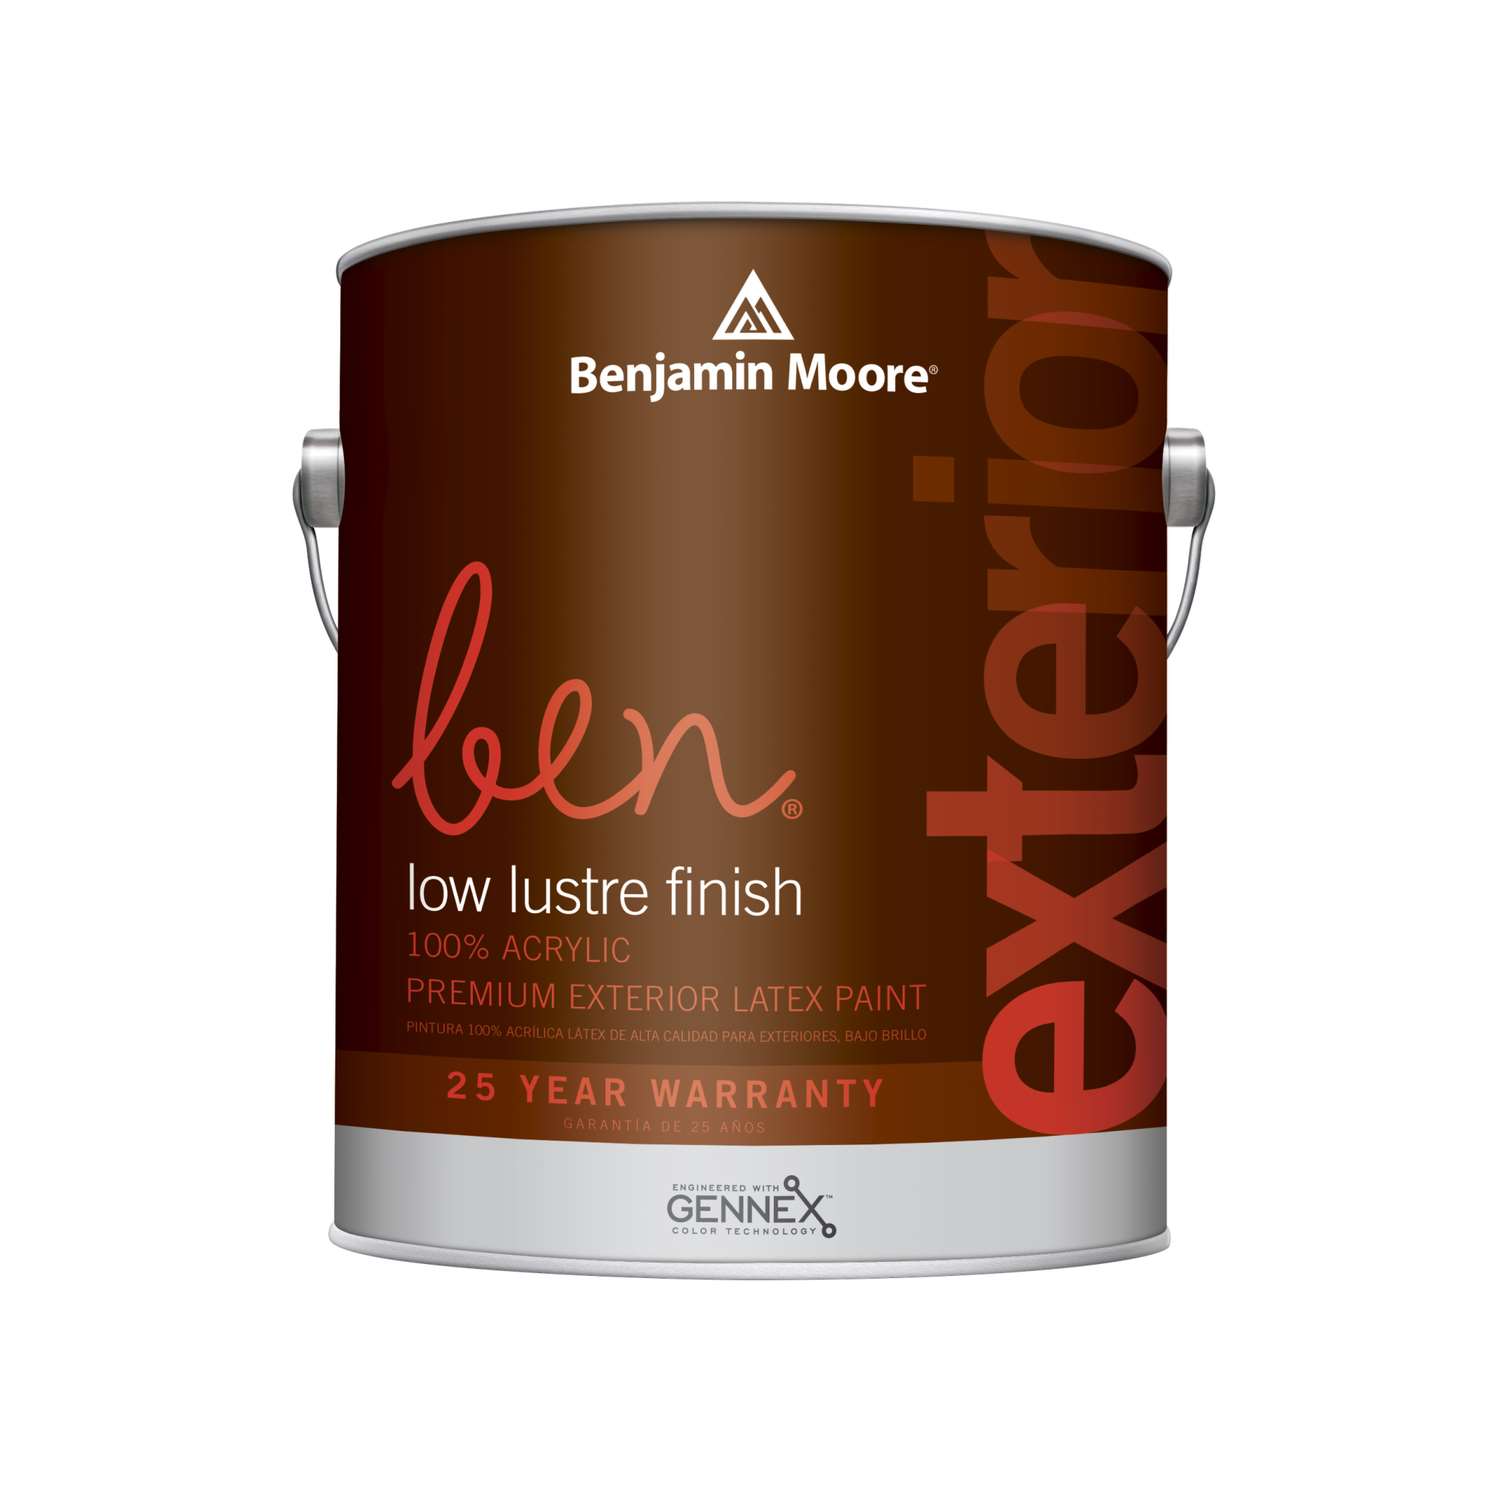 Benjamin Moore®
exterior
ben®
low lustre finish
100% ACRYLIC
PREMIUM EXTERIOR LATEX PAINT
PINTURA 100% ACRÍLICA LÁTEX DE ALTA CALIDAD PARA EXTERIORES, BAJO BRILLO
25 YEAR WARRANTY
GARANTÍA DE 25 AÑOS
ENGINEERED WITH
GENNEX™
COLOR TECHNOLOGY